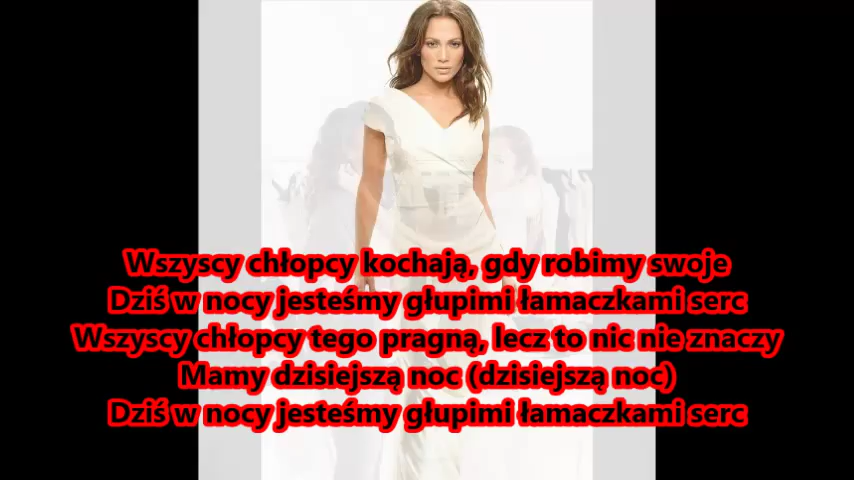 Wszyscy chłopcy kochają, gdy robimy swoje
Dziś w nocy jesteśmy głupimi łamaczkami serc
Wszyscy chłopcy tego pragną, lecz to nic nie znaczy
Mamy dzisiejszą noc (dzisiejszą noc)
Dziś w nocy jesteśmy głupimi łamaczkami serc